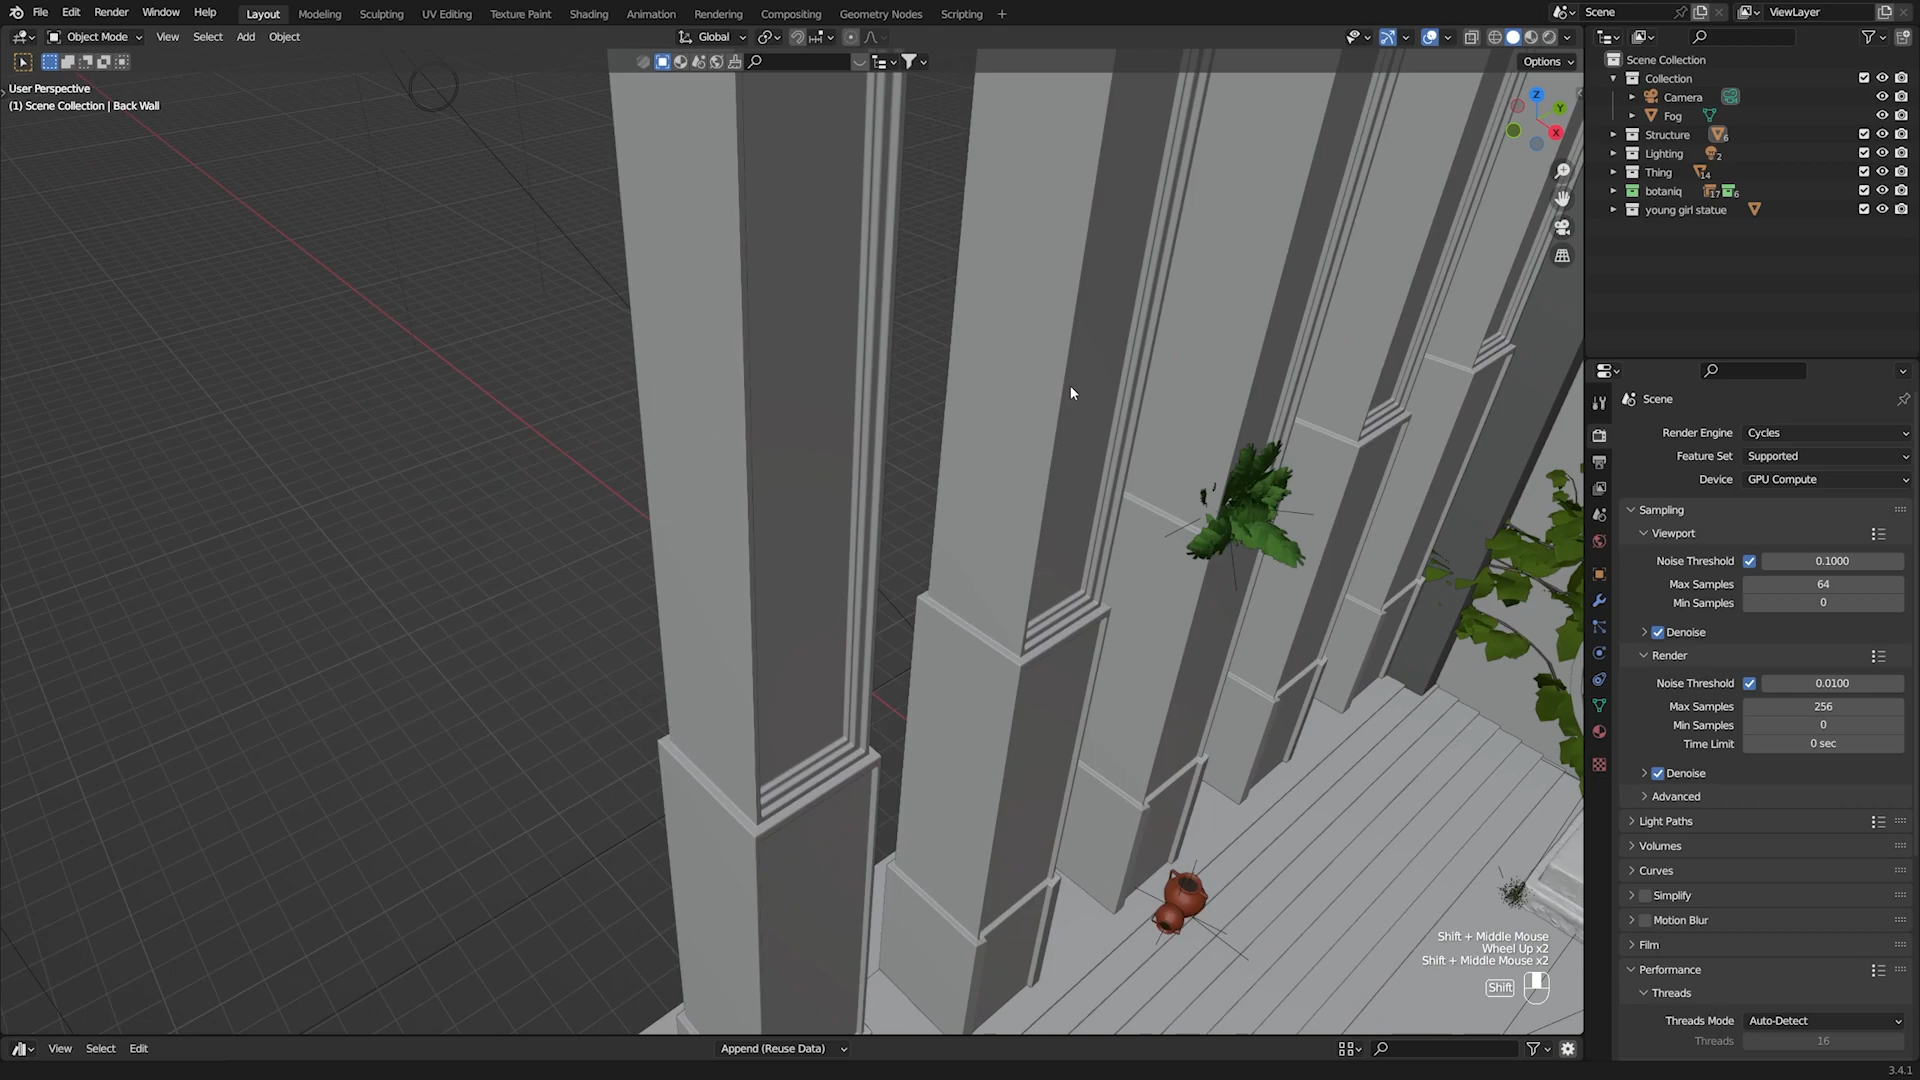 File Edit Render Window Help Layout Modeling Sculpting UV Editing Texture Paint Shading Animation Rendering Compositing Geometry Nodes Scripting + Scene ViewLayer
Object Mode View Select Add Object Global
Options
User Perspective
(1) Scene Collection | Back Wall
Z
Y
X
Scene Collection
Collection
Camera
Fog
Structure 6
Lighting 2
Thing 14
botaniq 17 6
young girl statue
Scene
Render Engine Cycles
Feature Set Supported
Device GPU Compute
Sampling
Viewport
Noise Threshold 0.1000
Max Samples 64
Min Samples 0
Denoise
Render
Noise Threshold 0.0100
Max Samples 256
Min Samples 0
Time Limit 0 sec
Denoise
Advanced
Light Paths
Volumes
Curves
Simplify
Motion Blur
Film
Performance
Threads
Threads Mode Auto-Detect
Threads 16
Shift + Middle Mouse
Wheel Up x2
Shift + Middle Mouse x2
Shift
View Select Edit Append (Reuse Data)
3.4.1